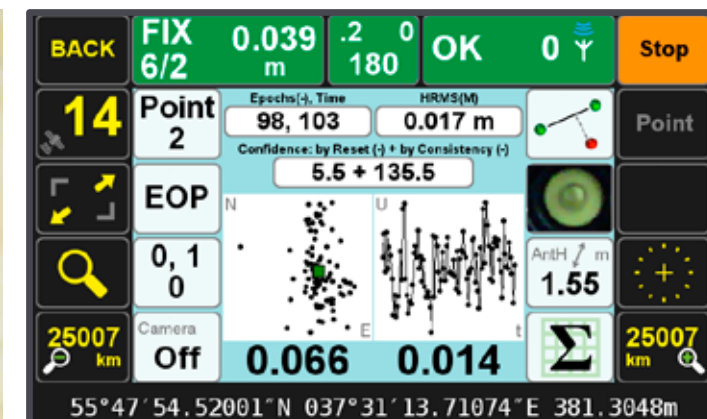 BACK FIX 0.039 .2 0 OK 0 Stop
6/2 m 180
14 Point Epochs(-), Time HRMS(M) Point
2 98, 103 0.017 m
Confidence: by Reset (-) + by Consistency (-)
5.5 + 135.5
EOP N U
0, 1 AntH m
0 1.55
25007 Camera E t 25007
km Off 0.066 0.014 Σ km
55°47′54.52001″N 037°31′13.71074″E 381.3048m